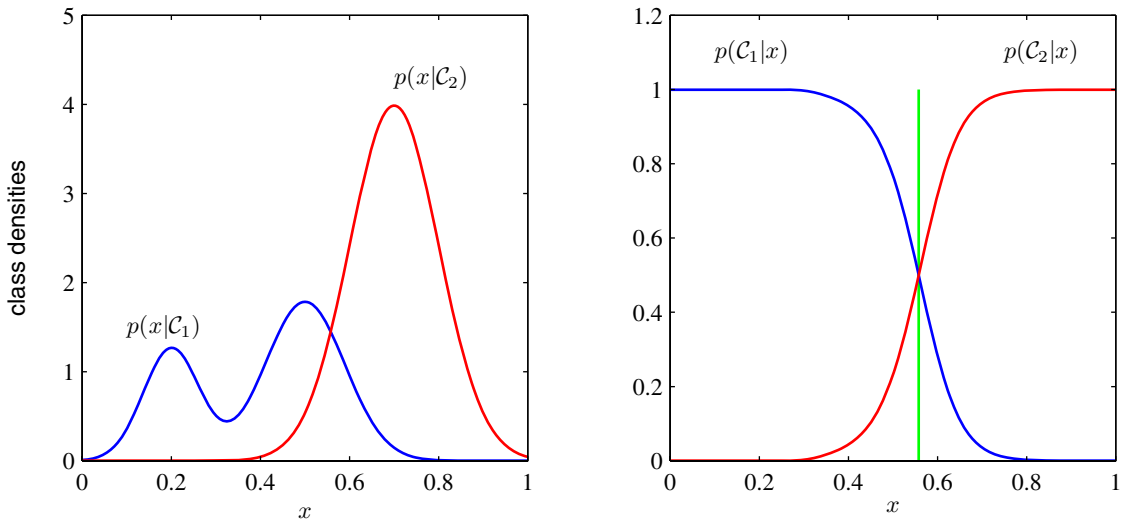 5
4
3
2
1
0
class densities
p(x|C₁)
p(x|C₂)
0 0.2 0.4 0.6 0.8 1
x
1.2
1
0.8
0.6
0.4
0.2
0
p(C₁|x)
p(C₂|x)
0 0.2 0.4 0.6 0.8 1
x